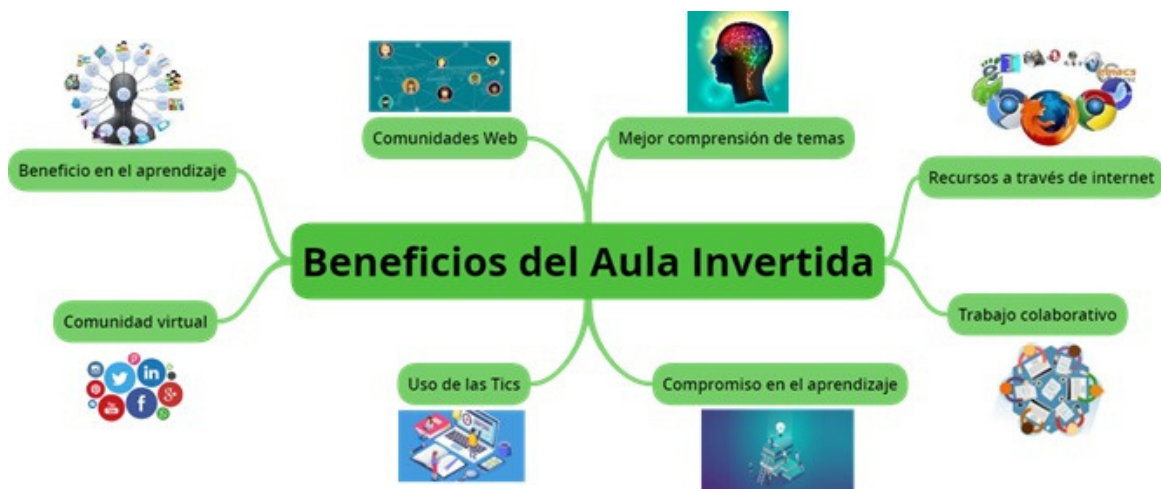 Comunidades Web
Mejor comprensión de temas
Beneficio en el aprendizaje
Recursos a través de internet
Beneficios del Aula Invertida
Comunidad virtual
Trabajo colaborativo
Uso de las Tics
Compromiso en el aprendizaje